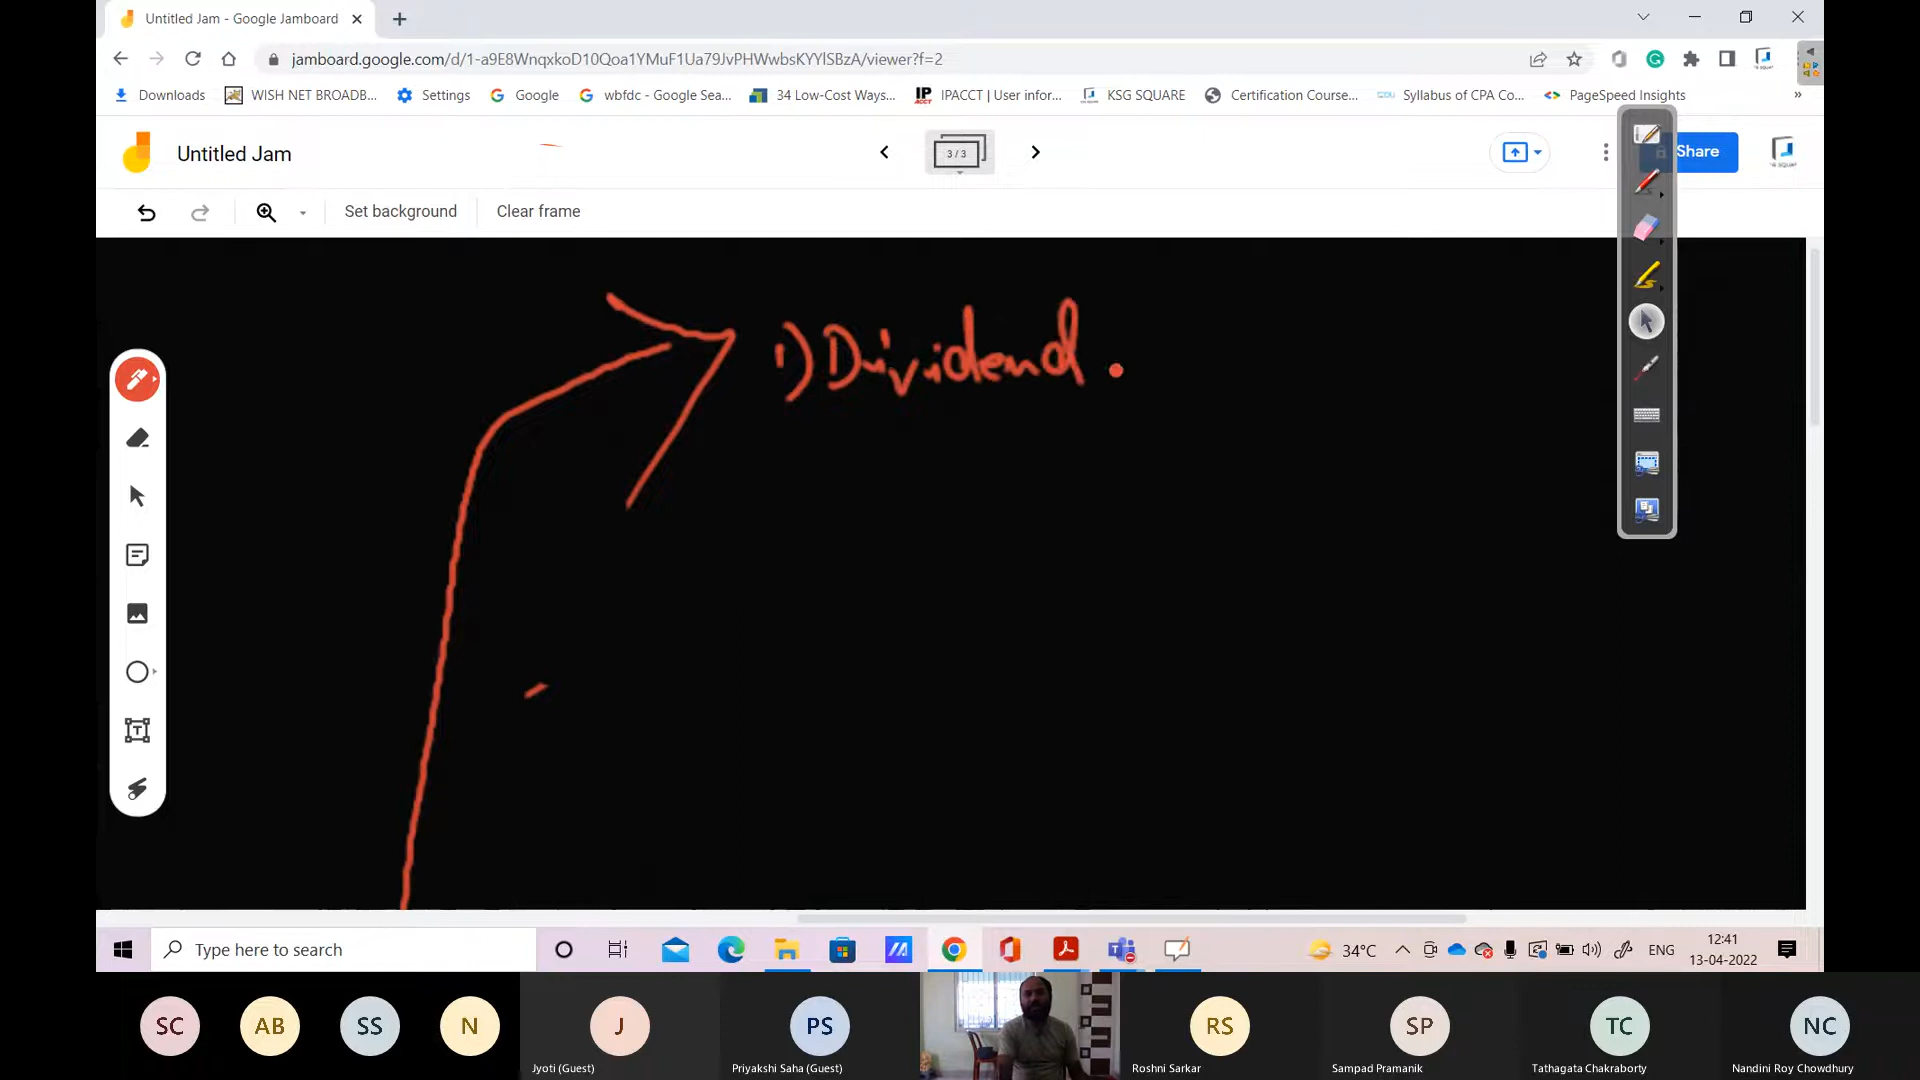 Untitled Jam - Google Jamboard
jamboard.google.com/d/1-a9E8WnqxkoD10Qoa1YMuF1Ua79JvPHWwbsKYYlSBzA/viewer?f=2
Downloads WISH NET BROADB... Settings Google wbfdc - Google Sea... 34 Low-Cost Ways... IPACCT | User infor... KSG SQUARE Certification Course... Syllabus of CPA Co... PageSpeed Insights »
Untitled Jam 3 / 3 Share
Set background Clear frame
1) Dividend
Type here to search 34°C ENG 12:41
13-04-2022
SC AB SS N J PS RS SP TC NC
Jyoti (Guest) Priyakshi Saha (Guest) Roshni Sarkar Sampad Pramanik Tathagata Chakraborty Nandini Roy Chowdhury